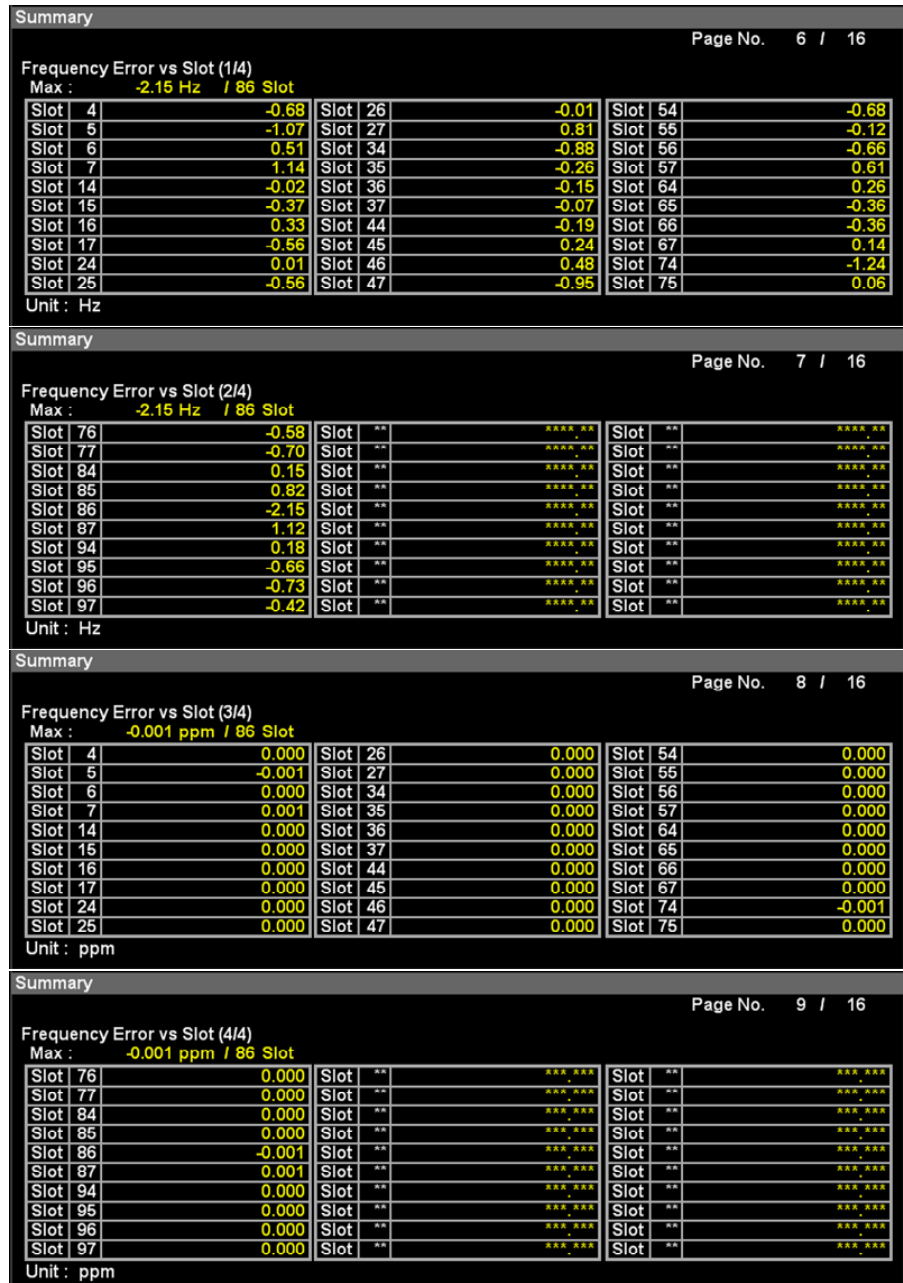 Summary
Page No. 6 / 16
Frequency Error vs Slot (1/4)
Max : -2.15 Hz / 86 Slot
Slot 4 -0.68 Slot 26 -0.01 Slot 54 -0.68
Slot 5 -1.07 Slot 27 0.81 Slot 55 -0.12
Slot 6 0.51 Slot 34 -0.88 Slot 56 -0.66
Slot 7 1.14 Slot 35 -0.26 Slot 57 0.61
Slot 14 -0.02 Slot 36 -0.15 Slot 64 0.26
Slot 15 -0.37 Slot 37 -0.07 Slot 65 -0.36
Slot 16 0.33 Slot 44 -0.19 Slot 66 -0.36
Slot 17 -0.56 Slot 45 0.24 Slot 67 0.14
Slot 24 0.01 Slot 46 0.48 Slot 74 -1.24
Slot 25 -0.56 Slot 47 -0.95 Slot 75 0.06
Unit : Hz
Summary
Page No. 7 / 16
Frequency Error vs Slot (2/4)
Max : -2.15 Hz / 86 Slot
Slot 76 -0.58 Slot ** ****.** Slot ** ****.**
Slot 77 -0.70 Slot ** ****.** Slot ** ****.**
Slot 84 0.15 Slot ** ****.** Slot ** ****.**
Slot 85 0.82 Slot ** ****.** Slot ** ****.**
Slot 86 -2.15 Slot ** ****.** Slot ** ****.**
Slot 87 1.12 Slot ** ****.** Slot ** ****.**
Slot 94 0.18 Slot ** ****.** Slot ** ****.**
Slot 95 -0.66 Slot ** ****.** Slot ** ****.**
Slot 96 -0.73 Slot ** ****.** Slot ** ****.**
Slot 97 -0.42 Slot ** ****.** Slot ** ****.**
Unit : Hz
Summary
Page No. 8 / 16
Frequency Error vs Slot (3/4)
Max : -0.001 ppm / 86 Slot
Slot 4 0.000 Slot 26 0.000 Slot 54 0.000
Slot 5 -0.001 Slot 27 0.000 Slot 55 0.000
Slot 6 0.000 Slot 34 0.000 Slot 56 0.000
Slot 7 0.001 Slot 35 0.000 Slot 57 0.000
Slot 14 0.000 Slot 36 0.000 Slot 64 0.000
Slot 15 0.000 Slot 37 0.000 Slot 65 0.000
Slot 16 0.000 Slot 44 0.000 Slot 66 0.000
Slot 17 0.000 Slot 45 0.000 Slot 67 0.000
Slot 24 0.000 Slot 46 0.000 Slot 74 -0.001
Slot 25 0.000 Slot 47 0.000 Slot 75 0.000
Unit : ppm
Summary
Page No. 9 / 16
Frequency Error vs Slot (4/4)
Max : -0.001 ppm / 86 Slot
Slot 76 0.000 Slot ** ***.*** Slot ** ***.***
Slot 77 0.000 Slot ** ***.*** Slot ** ***.***
Slot 84 0.000 Slot ** ***.*** Slot ** ***.***
Slot 85 0.000 Slot ** ***.*** Slot ** ***.***
Slot 86 -0.001 Slot ** ***.*** Slot ** ***.***
Slot 87 0.001 Slot ** ***.*** Slot ** ***.***
Slot 94 0.000 Slot ** ***.*** Slot ** ***.***
Slot 95 0.000 Slot ** ***.*** Slot ** ***.***
Slot 96 0.000 Slot ** ***.*** Slot ** ***.***
Slot 97 0.000 Slot ** ***.*** Slot ** ***.***
Unit : ppm